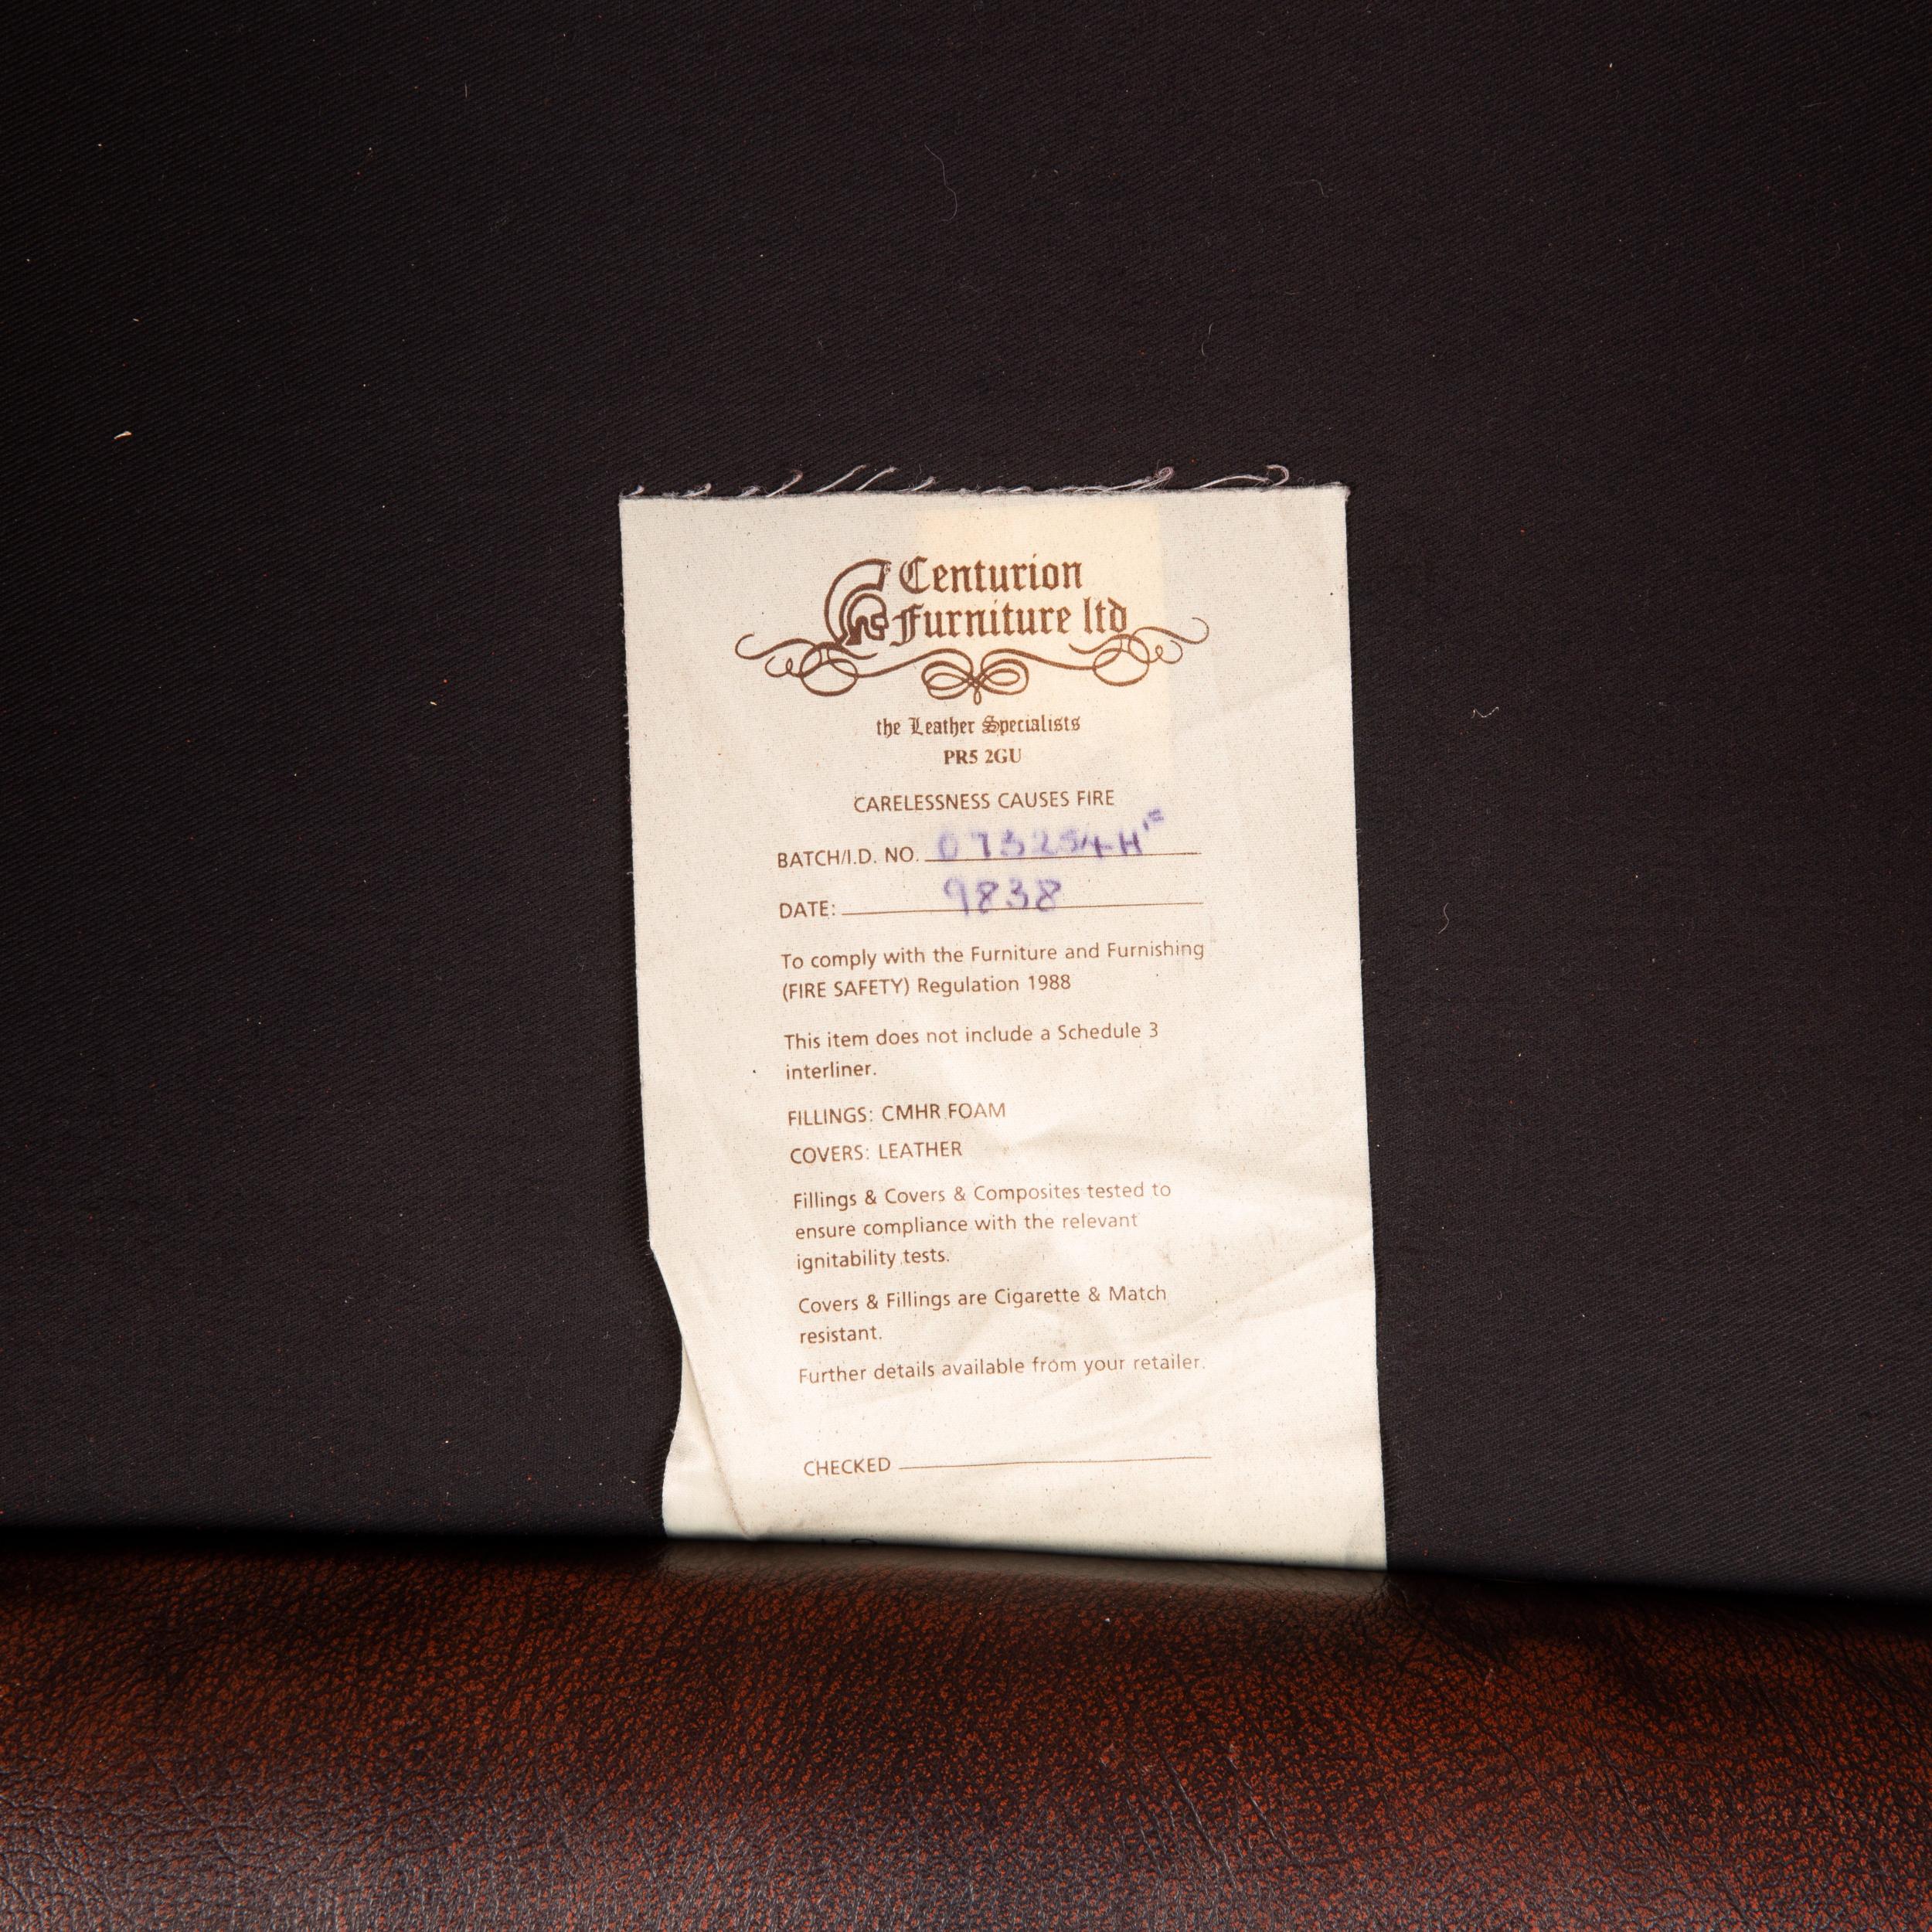 Centurion
Furniture ltd
the Leather Specialists
PR5 2GU
CARELESSNESS CAUSES FIRE
BATCH/I.D. NO.
DATE: 9838
To comply with the Furniture and Furnishing
(FIRE SAFETY) Regulation 1988
This item does not include a Schedule 3
interliner.
FILLINGS: CMHR FOAM
COVERS: LEATHER
Fillings & Covers & Composites tested to
ensure compliance with the relevant
ignitability tests.
Covers & Fillings are Cigarette & Match
resistant.
Further details available from your retailer.
CHECKED